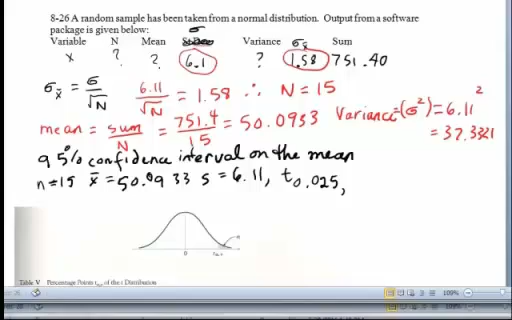 8-26 A random sample has been taken from a normal distribution. Output from a software
package is given below: σ
Variable N Mean Variance σx̄ Sum
x ? ? 6.1 ? 1.58 751.40
σx̄ = σ/√N 6.11/√N = 1.58 ∴ N = 15
mean = sum/N = 751.4/15 = 50.0933 Variance = (σ²) = 6.11²
= 37.3321
95% confidence interval on the mean
n=15 x̄ = 50.0933 s = 6.11, t0.025,
0
Table V Percentage Points of the t Distribution
100%
100%